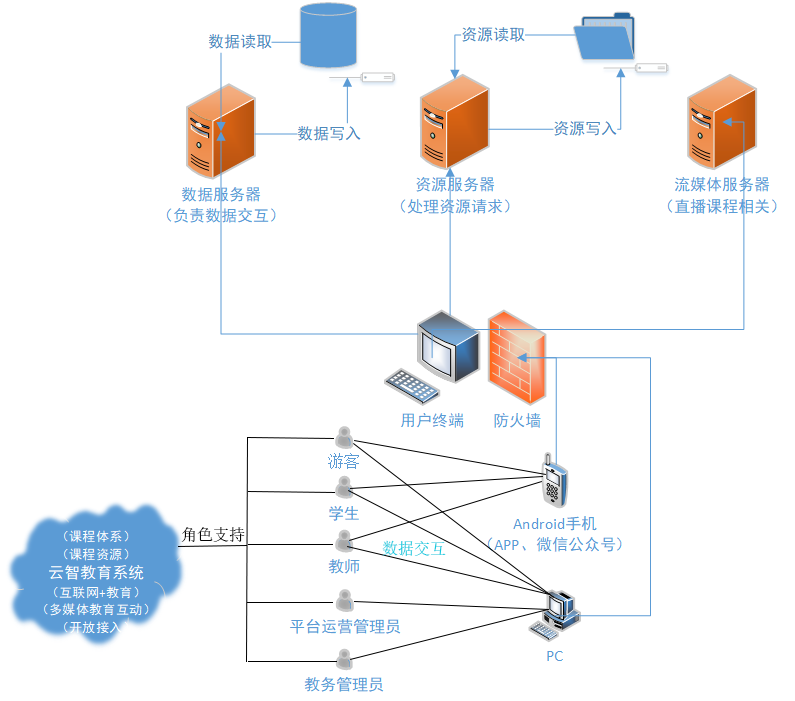 数据读取
资源读取
数据写入
资源写入
数据服务器
（负责数据交互）
资源服务器
（处理资源请求）
流媒体服务器
（直播课程相关）
用户终端
防火墙
游客
学生
教师
平台运营管理员
教务管理员
角色支持
数据交互
（课程体系）
（课程资源）
云智教育系统
（互联网+教育）
（多媒体教育互动）
（开放接入
Android手机
（APP、微信公众号）
PC